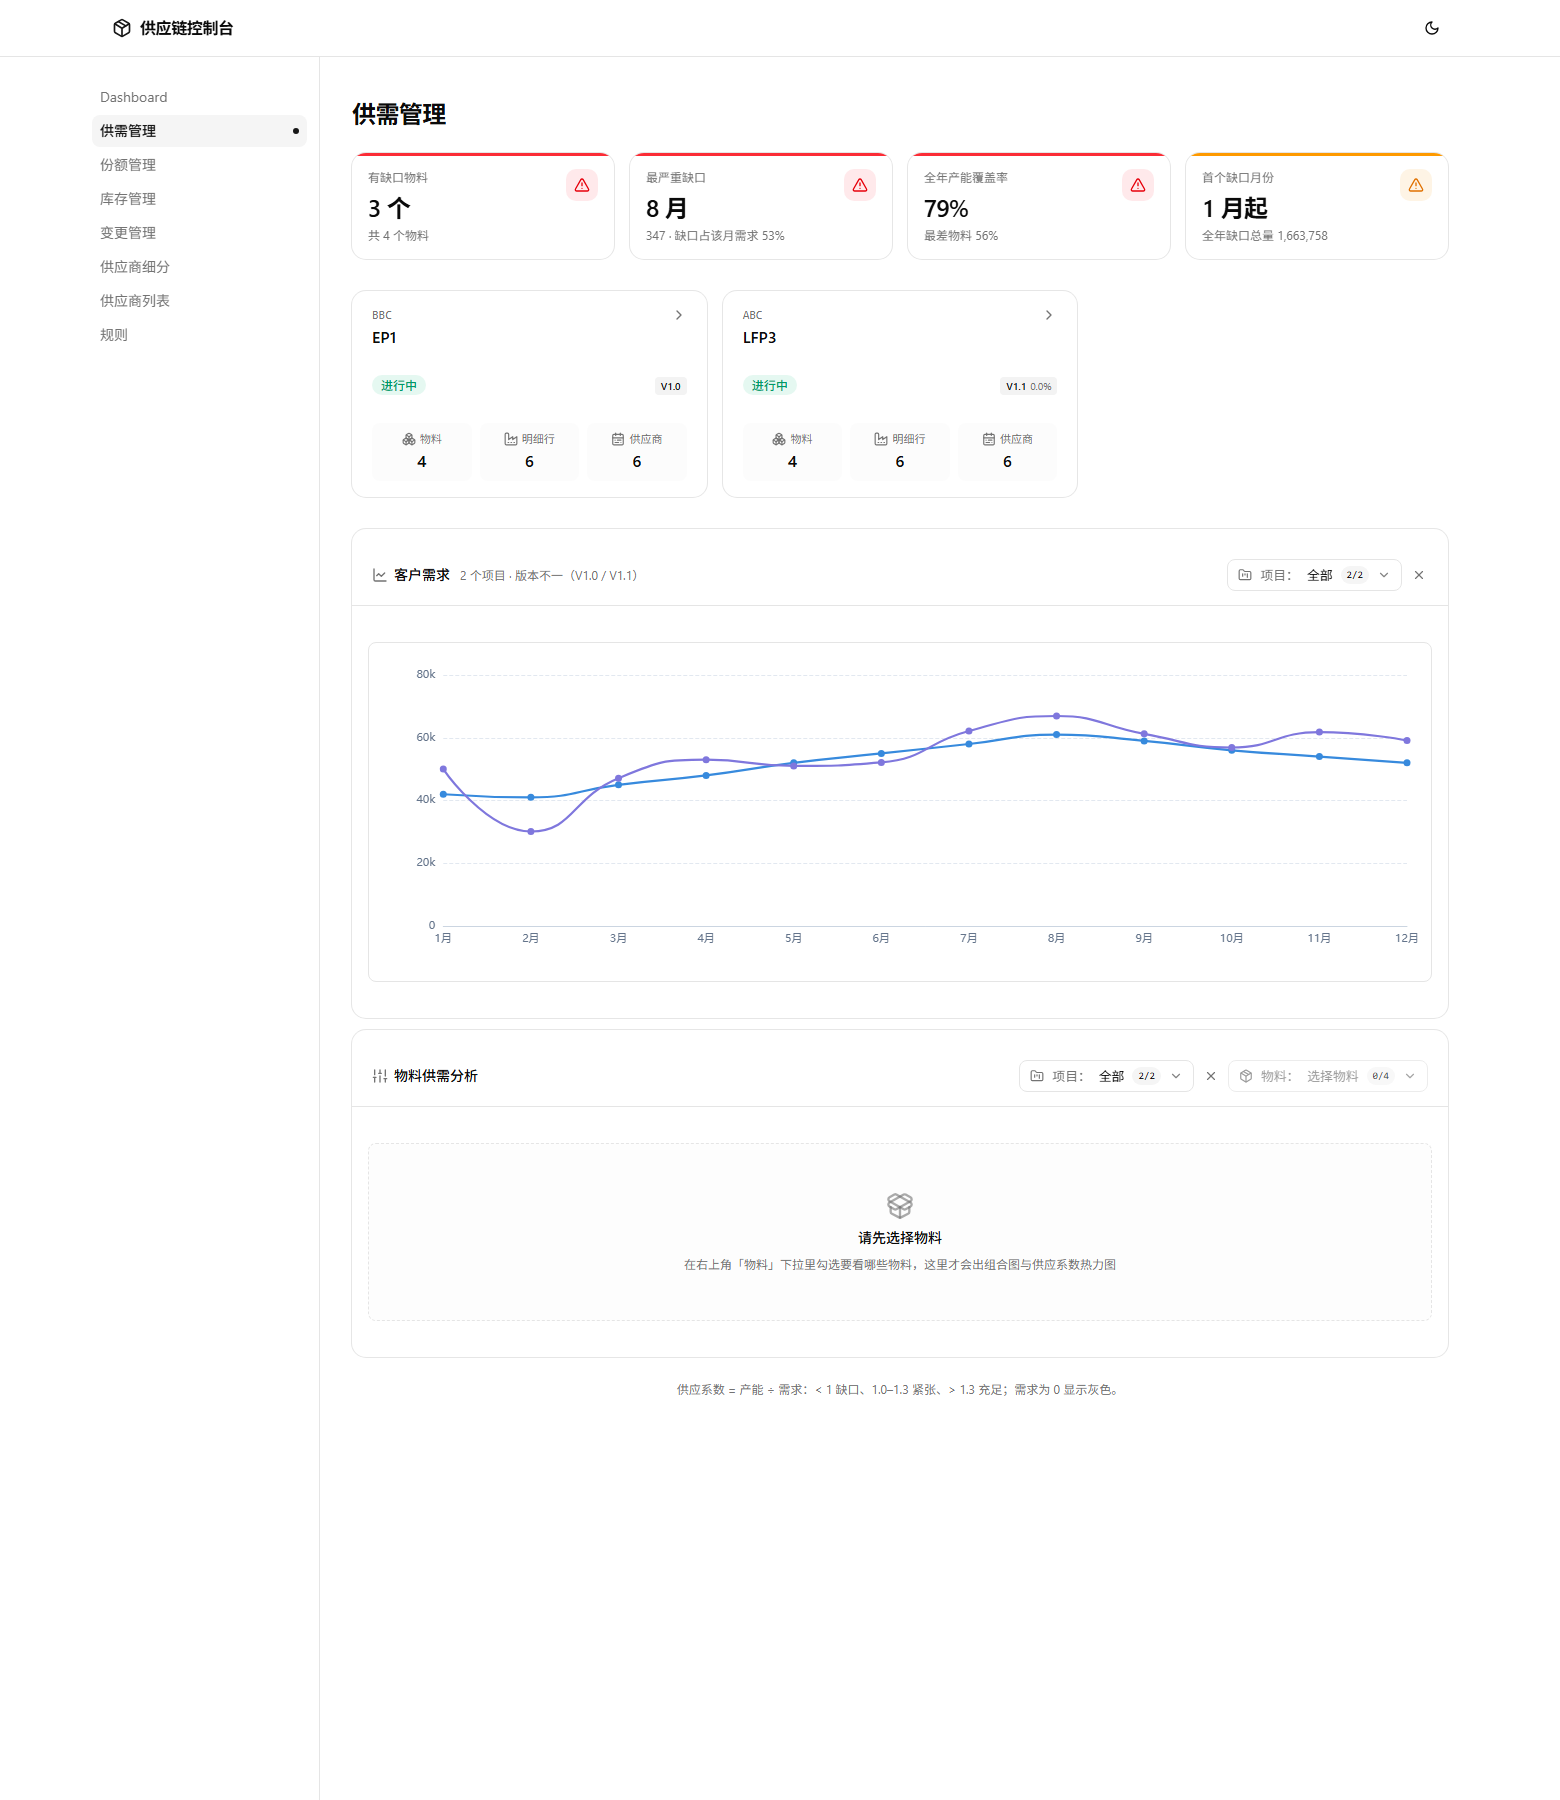 供应链控制台
Dashboard
供需管理
份额管理
库存管理
变更管理
供应商细分
供应商列表
规则
供需管理
有缺口物料
3 个
共 4 个物料
最严重缺口
8 月
347 · 缺口占该月需求 53%
全年产能覆盖率
79%
最差物料 56%
首个缺口月份
1 月起
全年缺口总量 1,663,758
BBC
EP1
进行中
V1.0
物料
4
明细行
6
供应商
6
ABC
LFP3
进行中
V1.1 0.0%
物料
4
明细行
6
供应商
6
客户需求 2 个项目 · 版本不一（V1.0 / V1.1）
项目： 全部 2/2
80k
60k
40k
20k
0
1月 2月 3月 4月 5月 6月 7月 8月 9月 10月 11月 12月
物料供需分析
项目： 全部 2/2
物料： 选择物料 0/4
请先选择物料
在右上角「物料」下拉里勾选要看哪些物料，这里才会出组合图与供应系数热力图
供应系数 = 产能 ÷ 需求：< 1 缺口、1.0–1.3 紧张、> 1.3 充足；需求为 0 显示灰色。